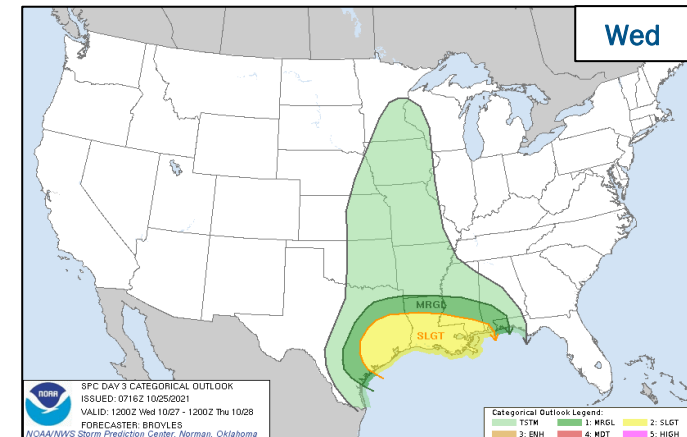 Wed
MRGL
SLGT
NOAA
SPC DAY 3 CATEGORICAL OUTLOOK
ISSUED: 0716Z 10/25/2021
VALID: 1200Z Wed 10/27 - 1200Z Thu 10/28
FORECASTER: BROYLES
NOAA/NWS Storm Prediction Center, Norman, Oklahoma
Categorical Outlook Legend:
TSTM 1: MRGL 2: SLGT
3: ENH 4: MDT 5: HIGH